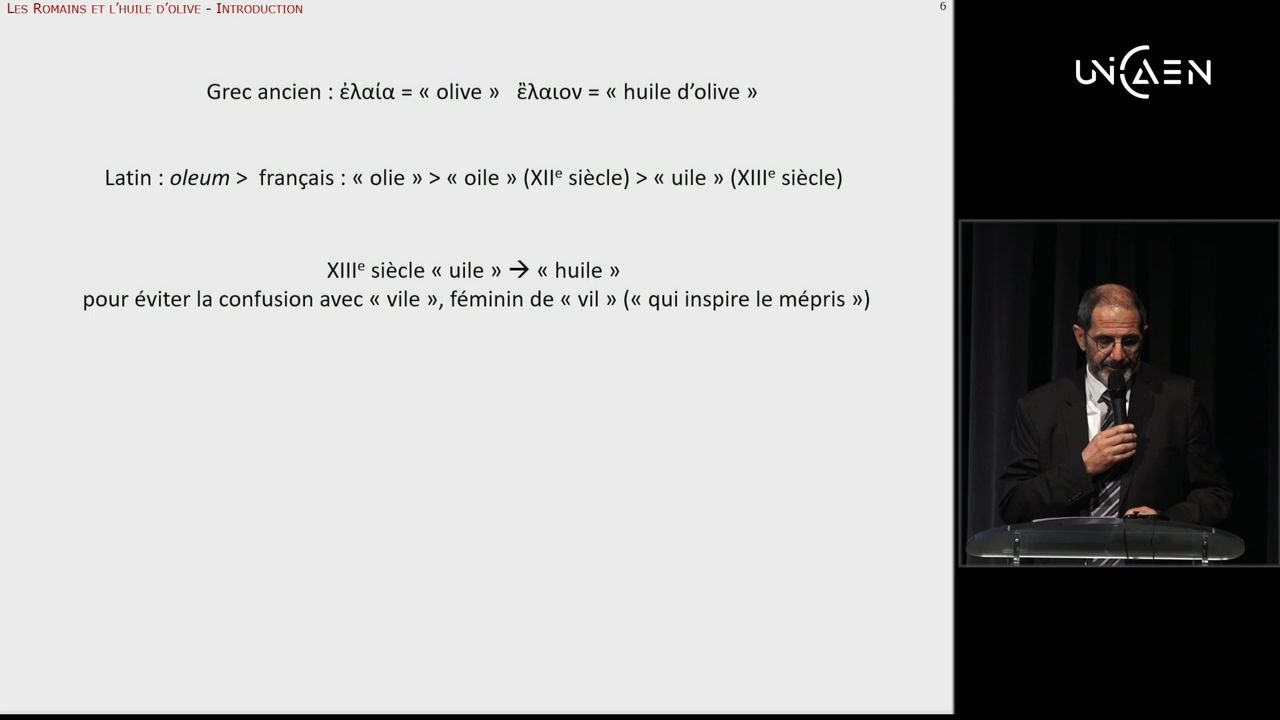 LES ROMAINS ET L'HUILE D'OLIVE - INTRODUCTION
6
Grec ancien : ἐλαία = « olive » ἔλαιον = « huile d'olive »
Latin : oleum > français : « olie » > « oile » (XIIe siècle) > « uile » (XIIIe siècle)
XIIIe siècle « uile » → « huile »
pour éviter la confusion avec « vile », féminin de « vil » (« qui inspire le mépris »)
UNICAEN